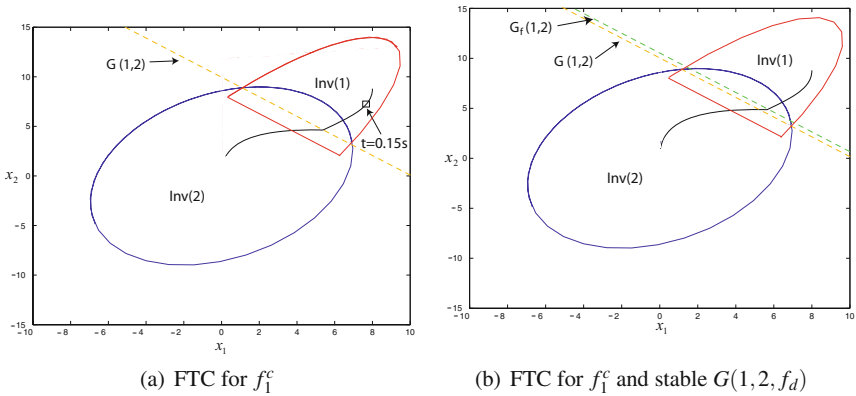 15
10
5
0
−5
−10
−15
x₂
−10 −8 −6 −4 −2 0 2 4 6 8 10
x₁
G (1,2)
Inv(1)
t=0.15s
Inv(2)
(a) FTC for f₁ᶜ
15
10
5
0
−5
−10
15
x₂
−10 −8 −6 −4 −2 0 2 4 6 8 10
x₁
G_f (1,2)
G (1,2)
Inv(1)
Inv(2)
(b) FTC for f₁ᶜ and stable G(1,2, f_d)